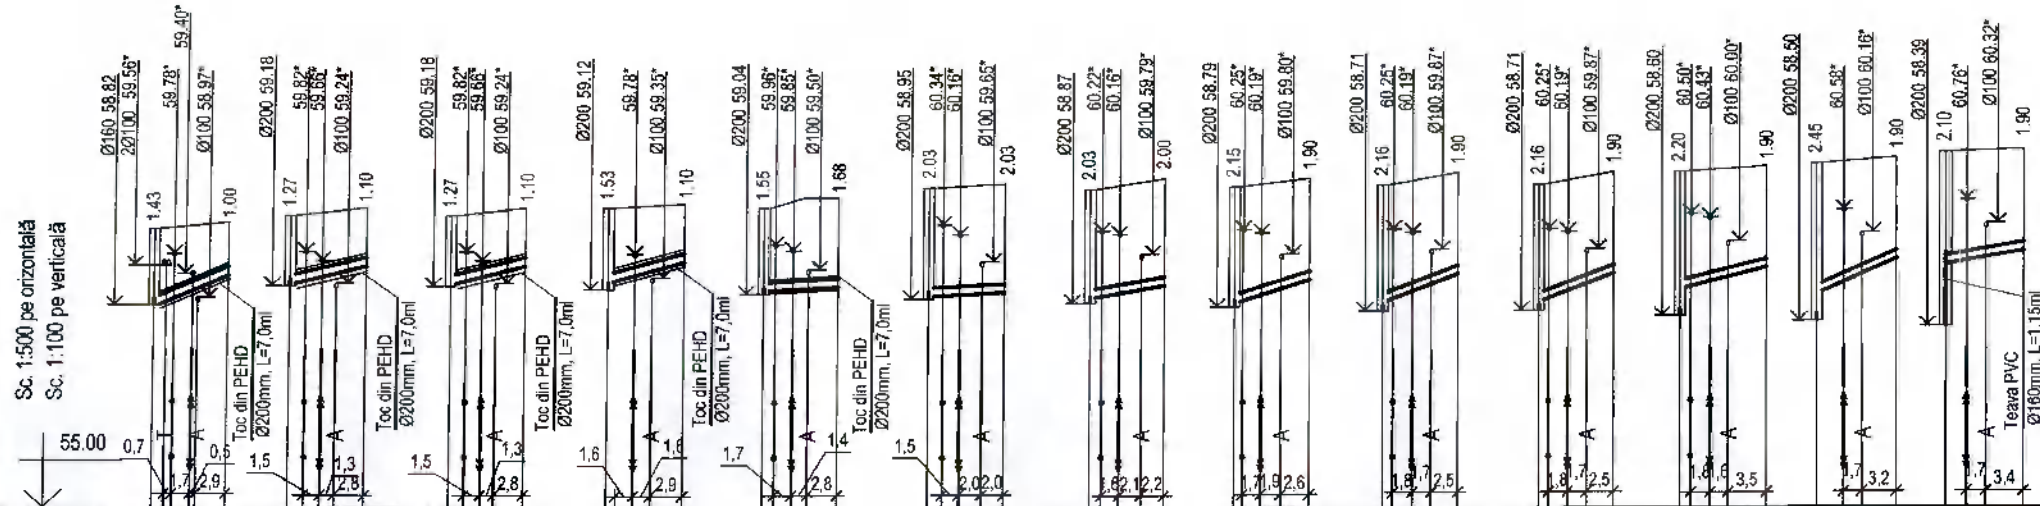 Sc. 1:500 pe orizontală
Sc. 1:100 pe verticală
55.00
Ø160 58.82
2Ø100 59.56*
59.78*
59.40*
Ø100 58.97*
1.43
1.00
Toc din PEHD
Ø200mm, L=7,0ml
T
A
0,7
1,7
0,5
2,9
Ø200 59.18
59.82*
59.66*
Ø100 59.24*
1.27
1.10
Toc din PEHD
Ø200mm, L=7,0ml
A
1,5
1,3
2,8
Ø200 59.18
59.82*
59.66*
Ø100 59.24*
1.27
1.10
Toc din PEHD
Ø200mm, L=7,0ml
A
1,5
1,3
2,8
Ø200 59.12
59.78*
Ø100 59.35*
1.53
1.10
Toc din PEHD
Ø200mm, L=7,0ml
A
1,6
1,6
2,9
Ø200 59.04
59.96*
59.85*
Ø100 59.50*
1.55
1.68
Toc din PEHD
Ø200mm, L=7,0ml
A
1,7
1,4
2,8
Ø200 58.95
60.34*
60.16*
Ø100 59.65*
2.03
2.03
A
1,5
2,0
2,0
Ø200 58.87
60.22*
60.16*
Ø100 59.79*
2.03
2.00
A
1,6
2,1
2,2
Ø200 58.79
60.25*
60.19*
Ø100 59.80*
2.15
1.90
A
1,7
1,9
2,6
Ø200 58.71
60.25*
60.19*
Ø100 59.87*
2.16
1.90
A
1,8
1,7
2,5
Ø200 58.71
60.25*
60.19*
Ø100 59.87*
2.16
1.90
A
1,8
1,7
2,5
Ø200 58.60
60.50*
60.43*
Ø100 60.00*
2.20
1.90
A
1,8
1,6
3,5
Ø200 58.50
60.58*
Ø100 60.16*
2.45
1.90
A
1,7
3,2
Ø200 58.39
60.76*
Ø100 60.32*
2.10
1.90
Teava PVC
Ø160mm, L=1,15ml
A
1,7
3,4